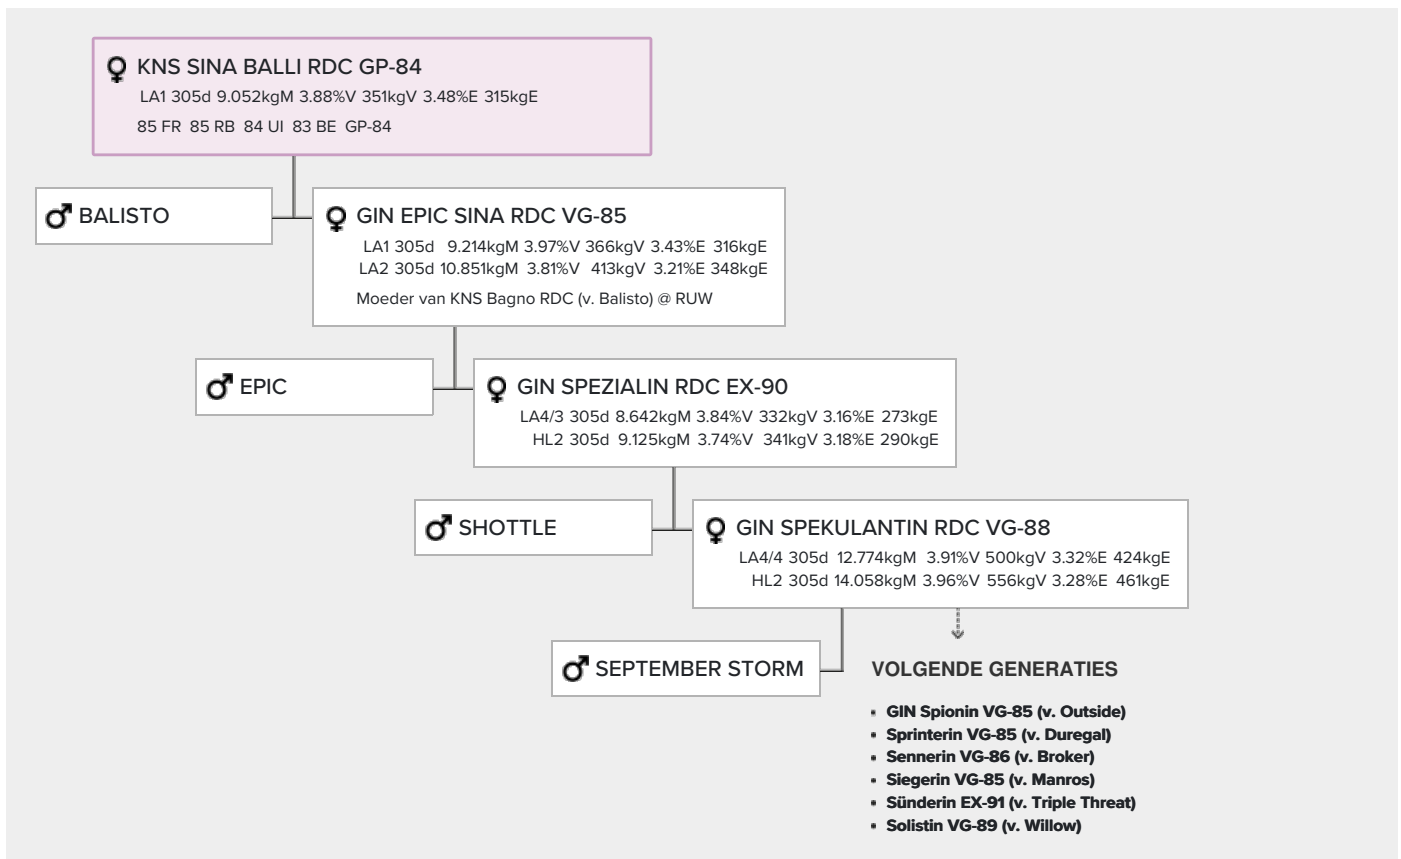 KNS SINA BALLI RDC GP-84
LA1 305d 9.052kgM 3.88%V 351kgV 3.48%E 315kgE
85 FR 85 RB 84 UI 83 BE GP-84
BALISTO
GIN EPIC SINA RDC VG-85
LA1 305d 9.214kgM 3.97%V 366kgV 3.43%E 316kgE
LA2 305d 10.851kgM 3.81%V 413kgV 3.21%E 348kgE
Moeder van KNS Bagno RDC (v. Balisto) @ RUW
EPIC
GIN SPEZIALIN RDC EX-90
LA4/3 305d 8.642kgM 3.84%V 332kgV 3.16%E 273kgE
HL2 305d 9.125kgM 3.74%V 341kgV 3.18%E 290kgE
SHOTTLE
GIN SPEKULANTIN RDC VG-88
LA4/4 305d 12.774kgM 3.91%V 500kgV 3.32%E 424kgE
HL2 305d 14.058kgM 3.96%V 556kgV 3.28%E 461kgE
SEPTEMBER STORM
VOLGENDE GENERATIES
GIN Spionin VG-85 (v. Outside)
Sprinterin VG-85 (v. Duregal)
Sennerin VG-86 (v. Broker)
Siegerin VG-85 (v. Manros)
Sünderin EX-91 (v. Triple Threat)
Solistin VG-89 (v. Willow)